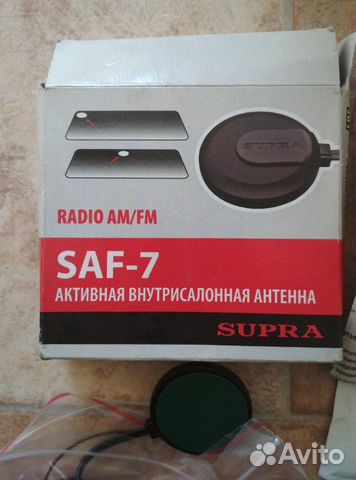 SUPRA
RADIO AM/FM
SAF-7
АКТИВНАЯ ВНУТРИСАЛОННАЯ АНТЕННА
SUPRA
Avito